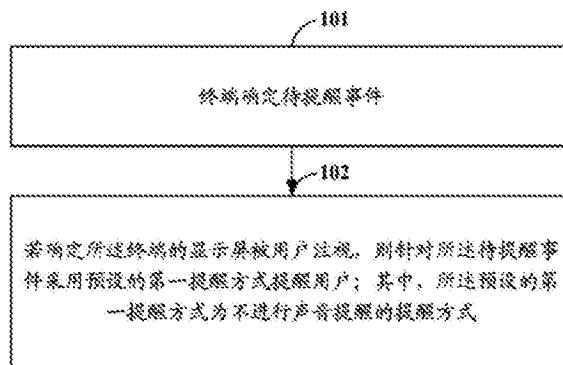 101
终端确定待提醒事件
102
若确定所述终端的显示屏被用户注视，则针对所述待提醒事
件采用预设的第一提醒方式提醒用户；其中，所述预设的第
一提醒方式为不进行声音提醒的提醒方式